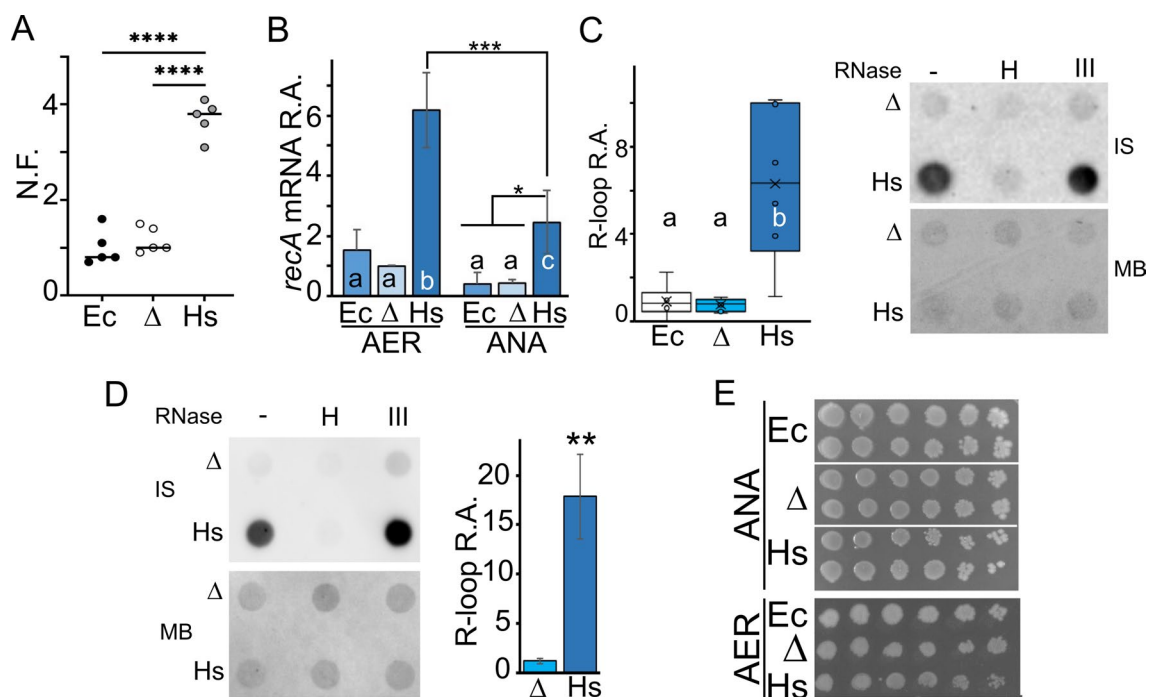 A
****
****
N.F.
4
2
0
Ec Δ Hs
B
***
*
recA mRNA R.A.
6
4
2
0
a a b a a c
Ec Δ Hs Ec Δ Hs
AER ANA
C
R-loop R.A.
8
4
0
a a b
Ec Δ Hs
RNase - H III
Δ
IS
Hs
Δ
MB
Hs
D
RNase - H III
Δ
IS
Hs
Δ
MB
Hs
**
R-loop R.A.
20
15
10
5
0
Δ Hs
E
ANA
Ec
Δ
Hs
AER
Ec
Δ
Hs